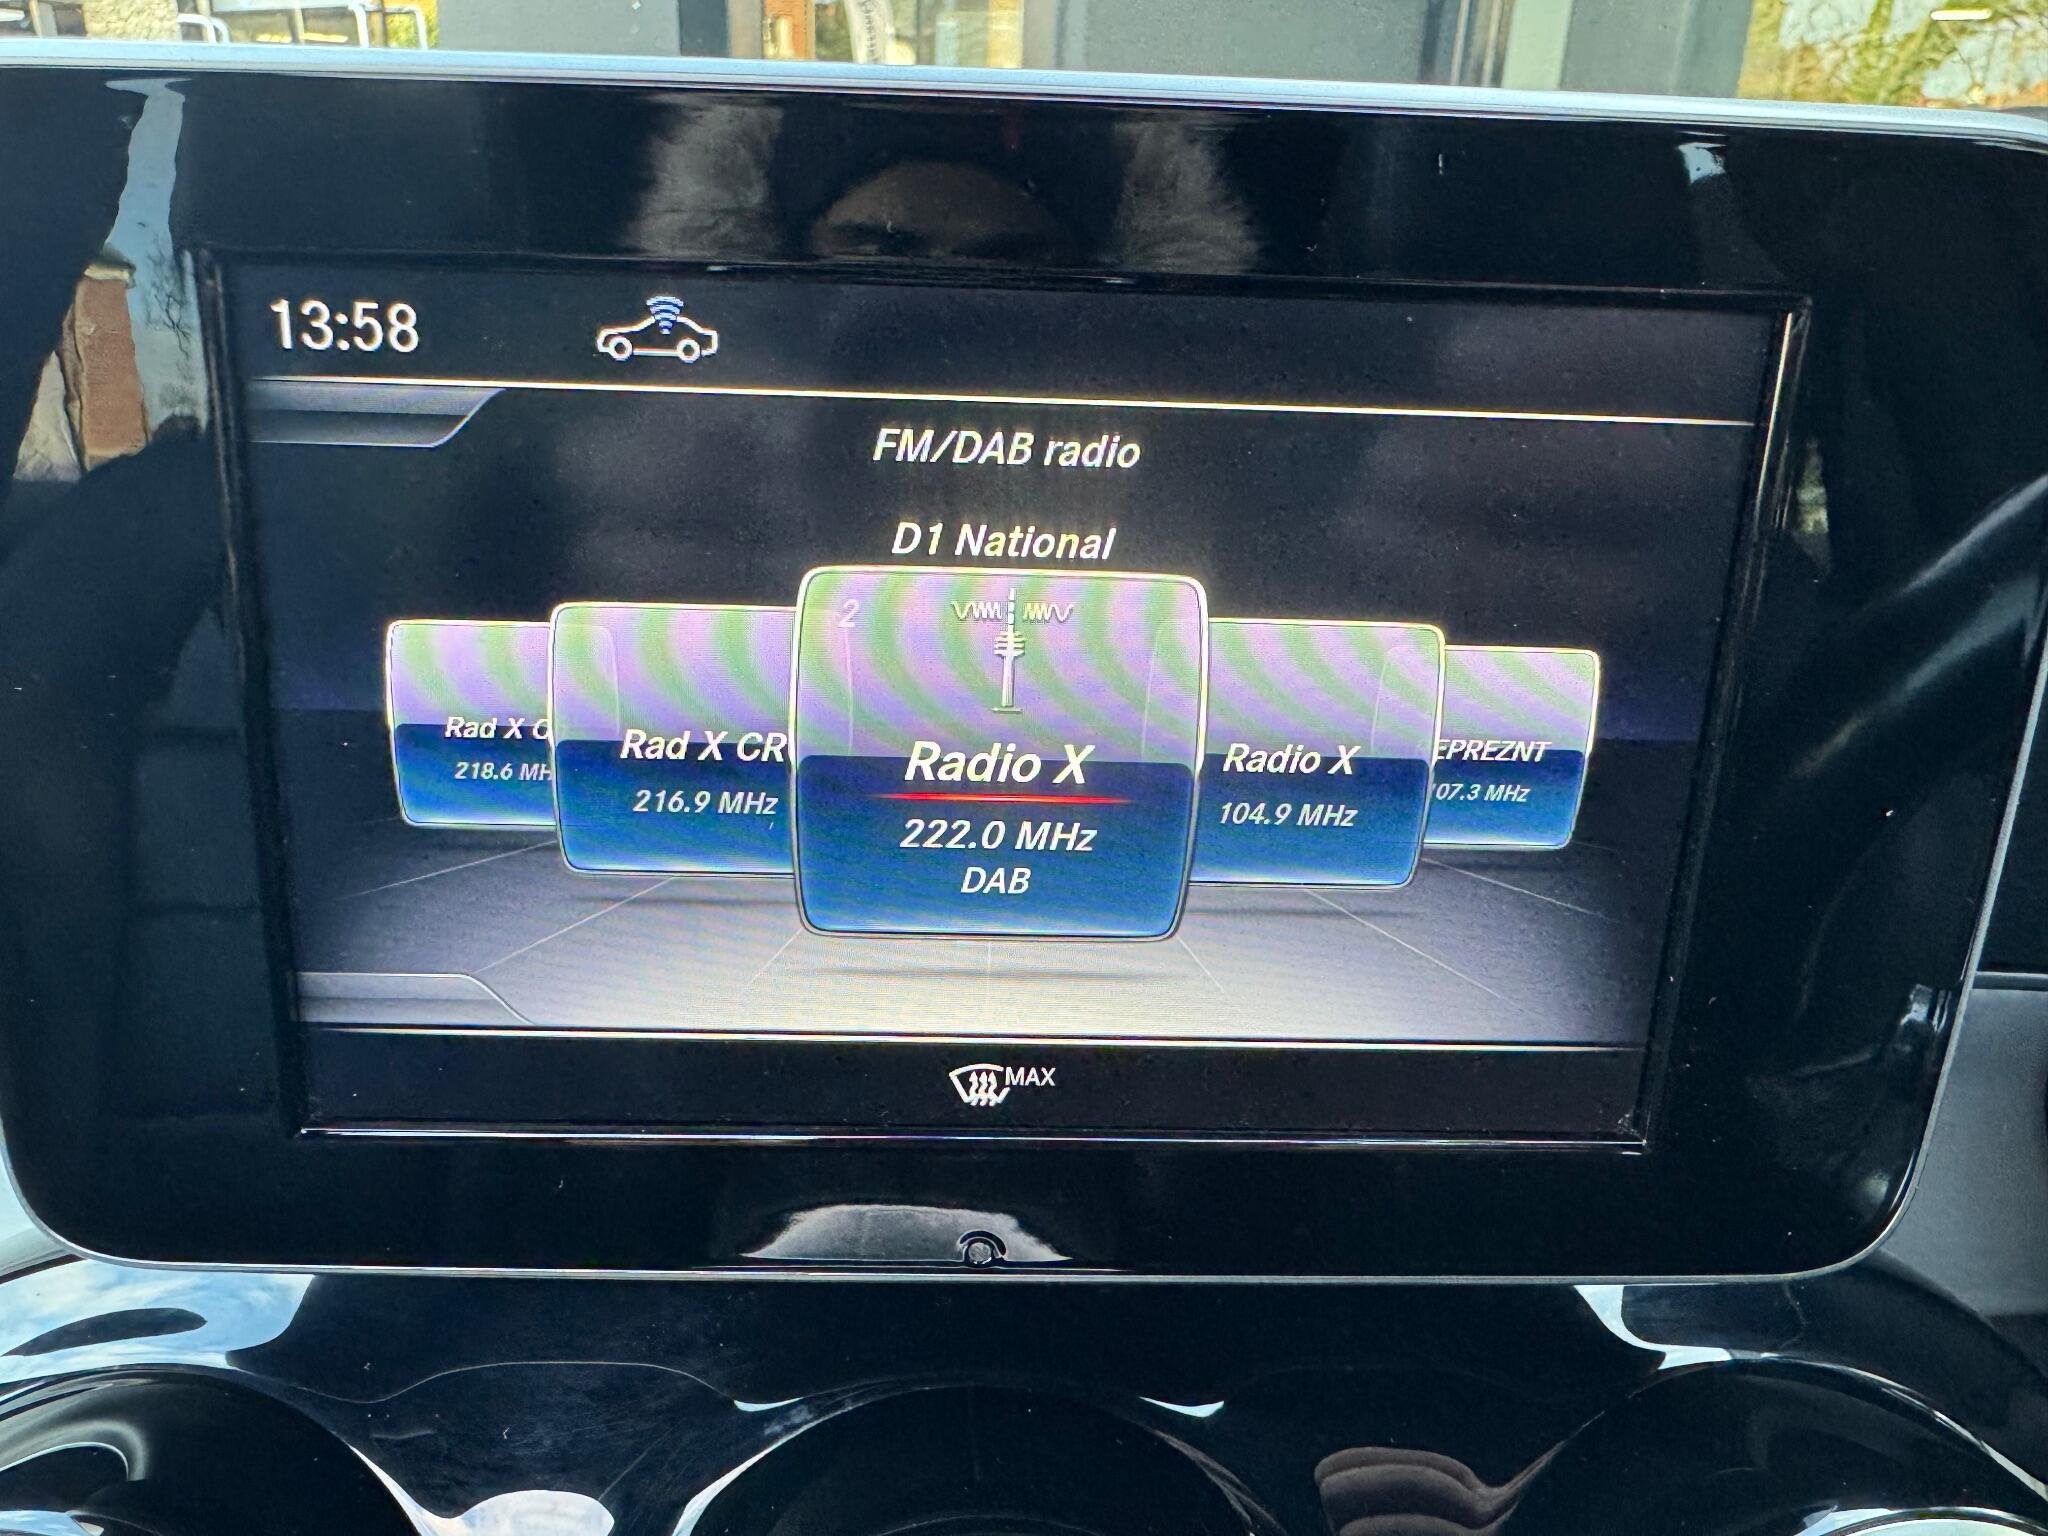 13:58
FM/DAB radio
D1 National
2
Rad X C
218.6 MH
Rad X CR
216.9 MHz
Radio X
222.0 MHz
DAB
Radio X
104.9 MHz
EPREZNT
07.3 MHz
MAX